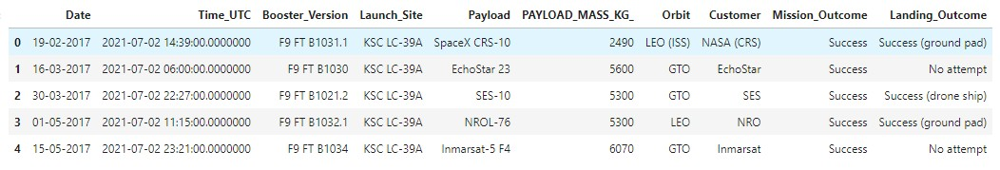 Date Time_UTC Booster_Version Launch_Site Payload PAYLOAD_MASS_KG_ Orbit Customer Mission_Outcome Landing_Outcome
0 19-02-2017 2021-07-02 14:39:00.0000000 F9 FT B1031.1 KSC LC-39A SpaceX CRS-10 2490 LEO (ISS) NASA (CRS) Success Success (ground pad)
1 16-03-2017 2021-07-02 06:00:00.0000000 F9 FT B1030 KSC LC-39A EchoStar 23 5600 GTO EchoStar Success No attempt
2 30-03-2017 2021-07-02 22:27:00.0000000 F9 FT B1021.2 KSC LC-39A SES-10 5300 GTO SES Success Success (drone ship)
3 01-05-2017 2021-07-02 11:15:00.0000000 F9 FT B1032.1 KSC LC-39A NROL-76 5300 LEO NRO Success Success (ground pad)
4 15-05-2017 2021-07-02 23:21:00.0000000 F9 FT B1034 KSC LC-39A Inmarsat-5 F4 6070 GTO Inmarsat Success No attempt